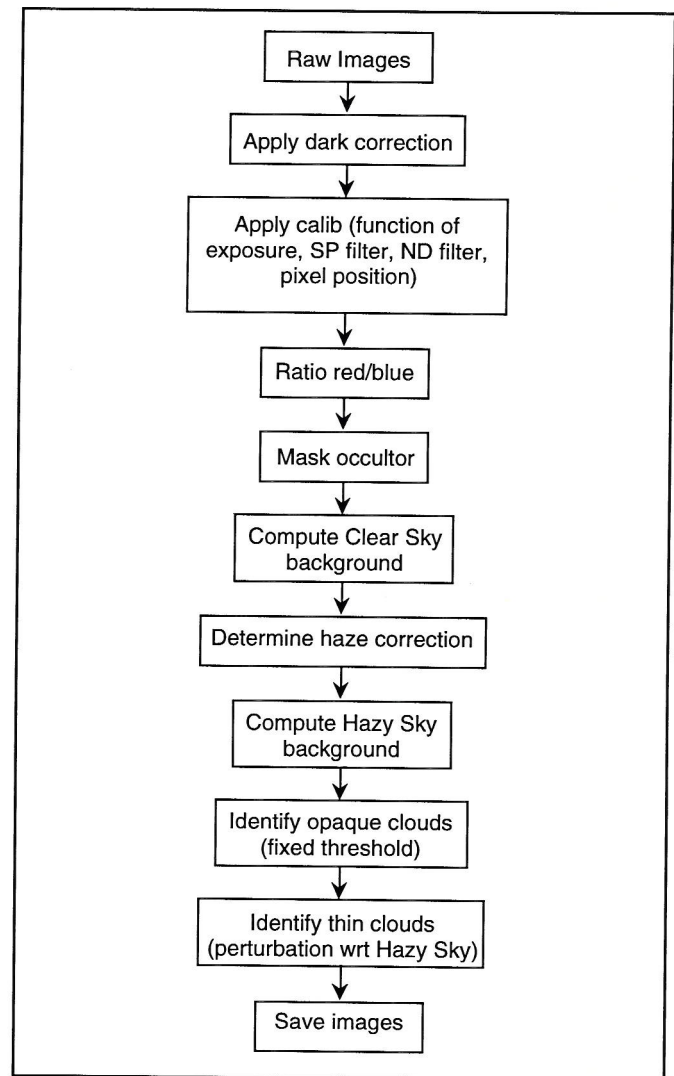 Raw Images
Apply dark correction
Apply calib (function of
exposure, SP filter, ND filter,
pixel position)
Ratio red/blue
Mask occultor
Compute Clear Sky
background
Determine haze correction
Compute Hazy Sky
background
Identify opaque clouds
(fixed threshold)
Identify thin clouds
(perturbation wrt Hazy Sky)
Save images